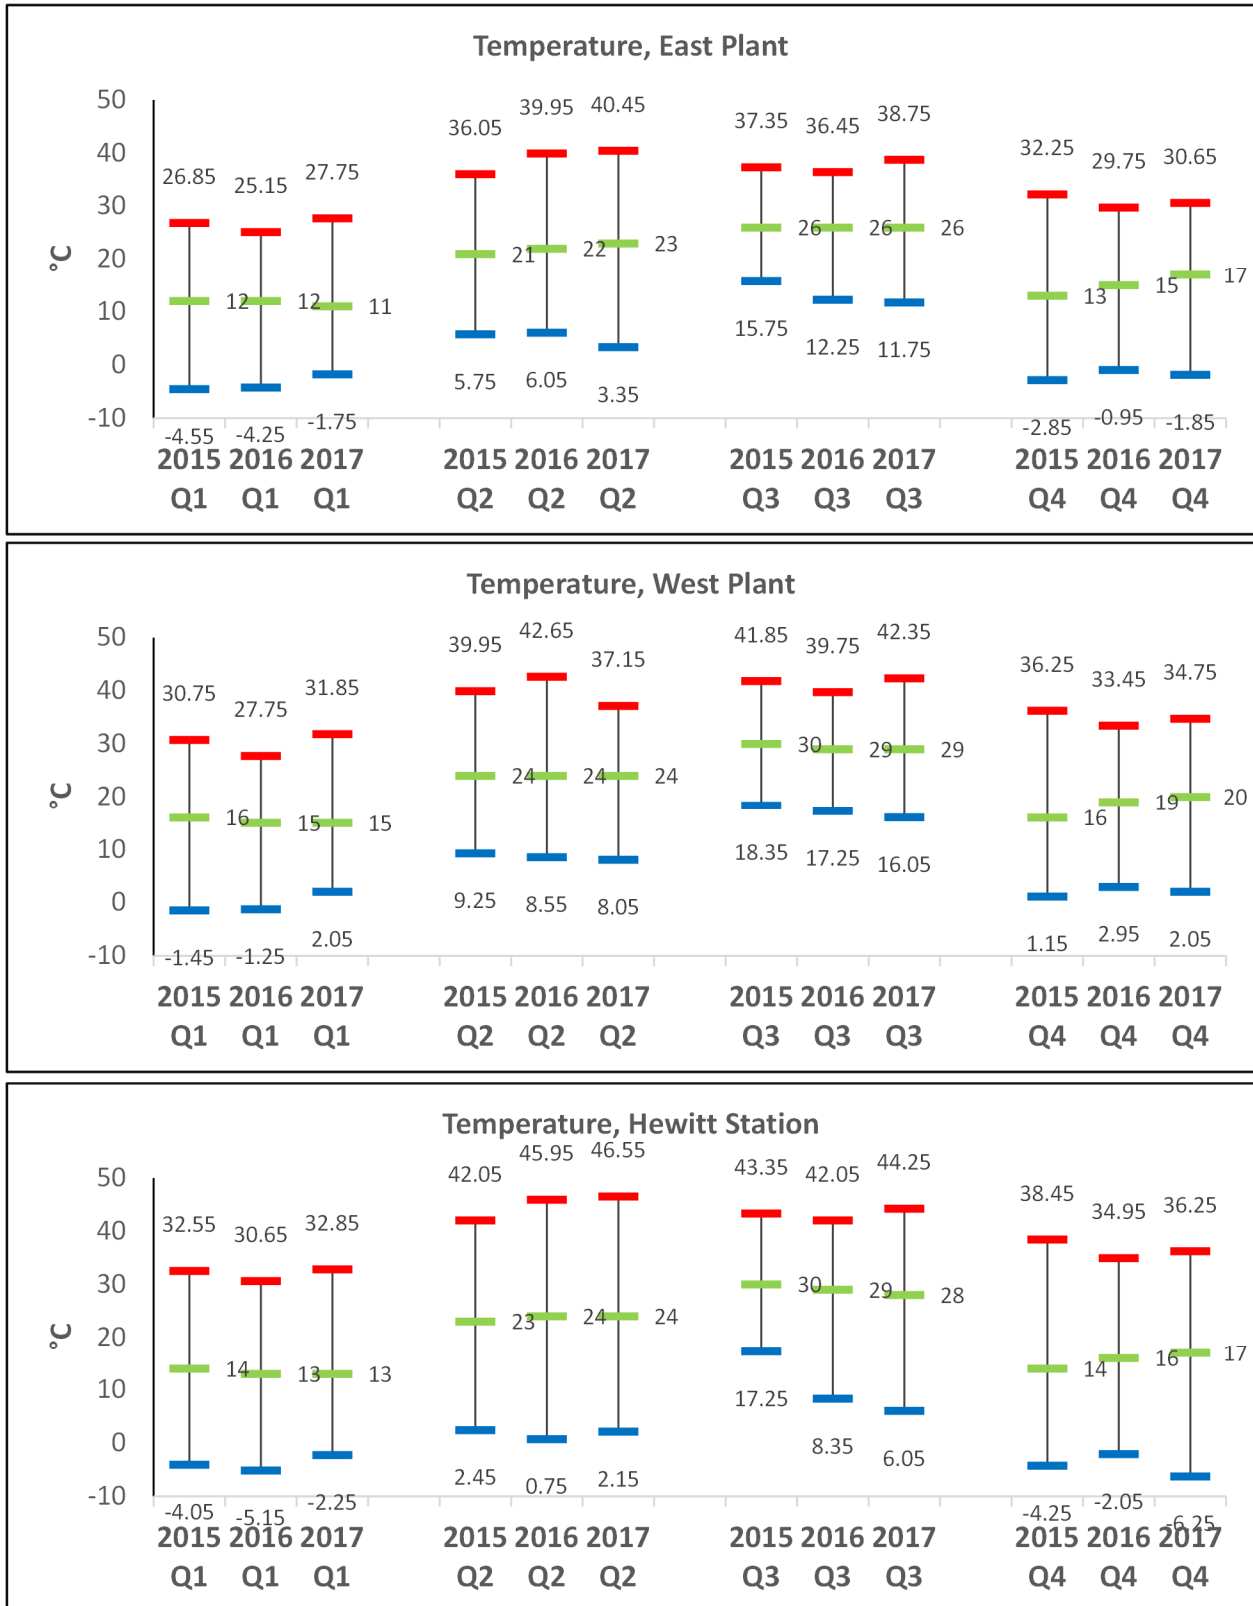 Temperature, East Plant
50
40
30
20
10
0
-10
°C
26.85 25.15 27.75 36.05 39.95 40.45 37.35 36.45 38.75 32.25 29.75 30.65
12 12 11 21 22 23 26 26 26 13 15 17
-4.55 -4.25 -1.75 5.75 6.05 3.35 15.75 12.25 11.75 -2.85 -0.95 -1.85
2015 2016 2017 2015 2016 2017 2015 2016 2017 2015 2016 2017
Q1 Q1 Q1 Q2 Q2 Q2 Q3 Q3 Q3 Q4 Q4 Q4
Temperature, West Plant
50
40
30
20
10
0
-10
°C
30.75 27.75 31.85 39.95 42.65 37.15 41.85 39.75 42.35 36.25 33.45 34.75
16 15 15 24 24 24 30 29 29 16 19 20
-1.45 -1.25 2.05 9.25 8.55 8.05 18.35 17.25 16.05 1.15 2.95 2.05
2015 2016 2017 2015 2016 2017 2015 2016 2017 2015 2016 2017
Q1 Q1 Q1 Q2 Q2 Q2 Q3 Q3 Q3 Q4 Q4 Q4
Temperature, Hewitt Station
50
40
30
20
10
0
-10
°C
32.55 30.65 32.85 42.05 45.95 46.55 43.35 42.05 44.25 38.45 34.95 36.25
14 13 13 23 24 24 30 29 28 14 16 17
-4.05 -5.15 -2.25 2.45 0.75 2.15 17.25 8.35 6.05 -4.25 -2.05 -6.25
2015 2016 2017 2015 2016 2017 2015 2016 2017 2015 2016 2017
Q1 Q1 Q1 Q2 Q2 Q2 Q3 Q3 Q3 Q4 Q4 Q4